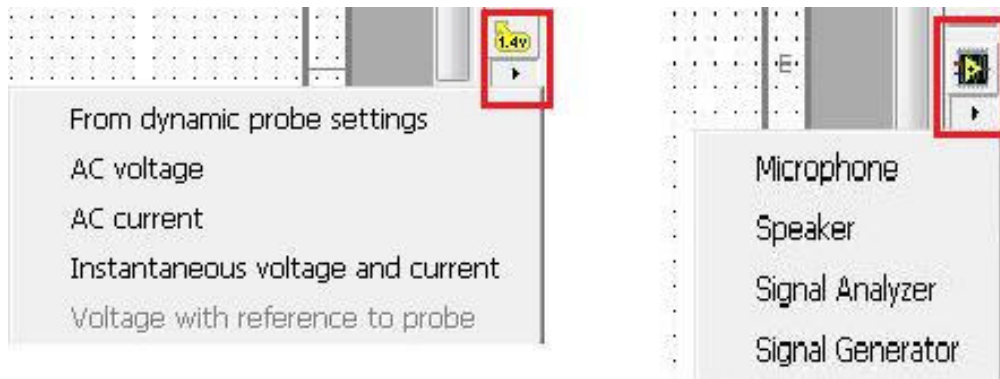 1.4v
From dynamic probe settings
AC voltage
AC current
Instantaneous voltage and current
Voltage with reference to probe
E
Microphone
Speaker
Signal Analyzer
Signal Generator